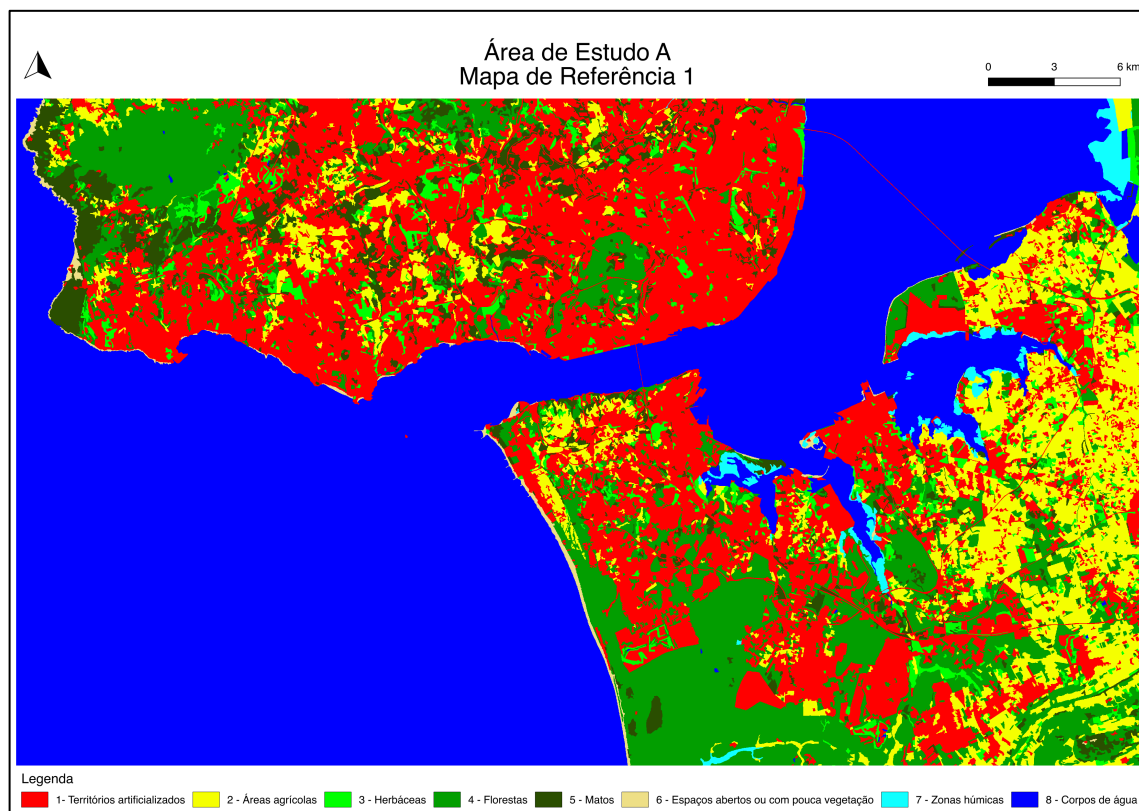 Área de Estudo A
Mapa de Referência 1
0 3 6 km
Legenda
1- Territórios artificializados 2 - Áreas agrícolas 3 - Herbáceas 4 - Florestas 5 - Matos 6 - Espaços abertos ou com pouca vegetação 7 - Zonas húmicas 8 - Corpos de água